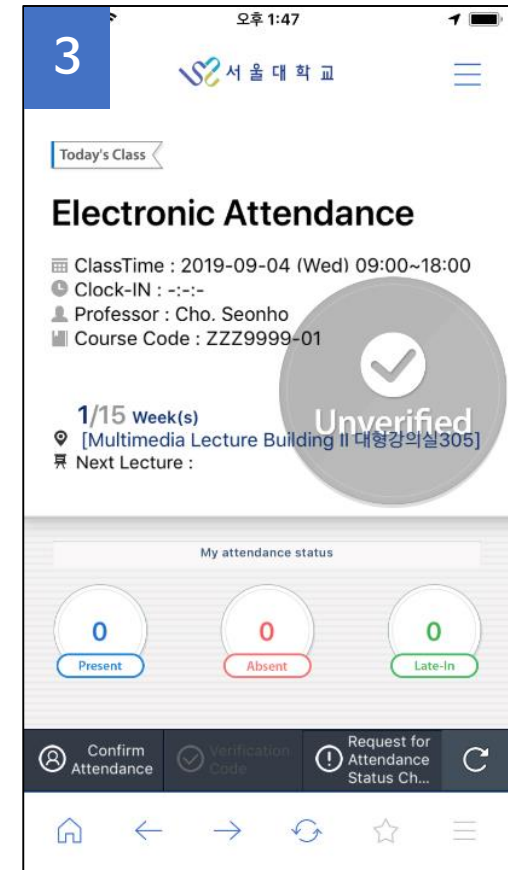 3
오후 1:47
서울대학교
Today's Class
Electronic Attendance
ClassTime : 2019-09-04 (Wed) 09:00~18:00
Clock-IN : -:-:-
Professor : Cho. Seonho
Course Code : ZZZ9999-01
1/15 Week(s)
Unverified
[Multimedia Lecture Building II 대형강의실305]
Next Lecture :
My attendance status
0
Present
0
Absent
0
Late-In
Confirm
Attendance
Verification
Code
Request for
Attendance
Status Ch...